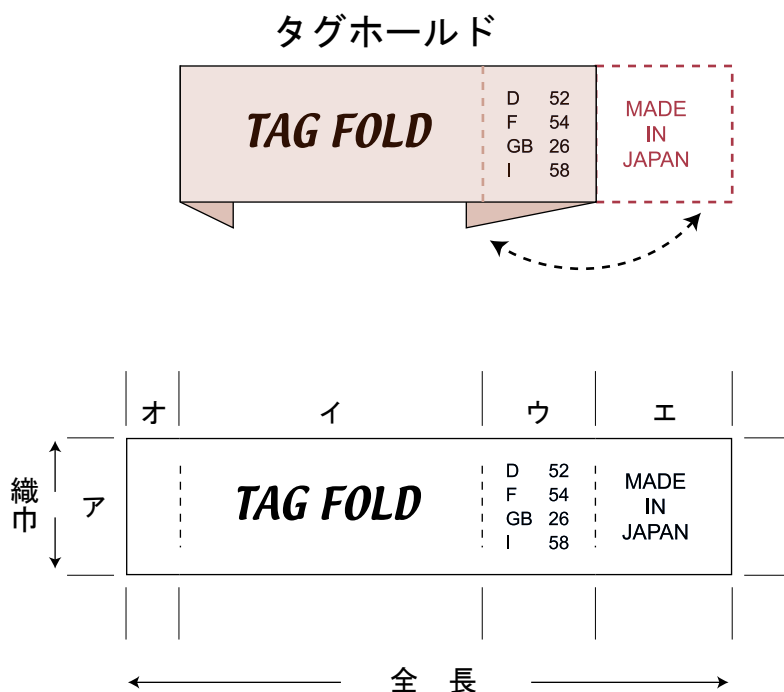 タグホールド
TAG FOLD
D 52
F 54
GB 26
I 58
MADE
IN
JAPAN
オ イ ウ エ
織巾
ア
TAG FOLD
D 52
F 54
GB 26
I 58
MADE
IN
JAPAN
全 長